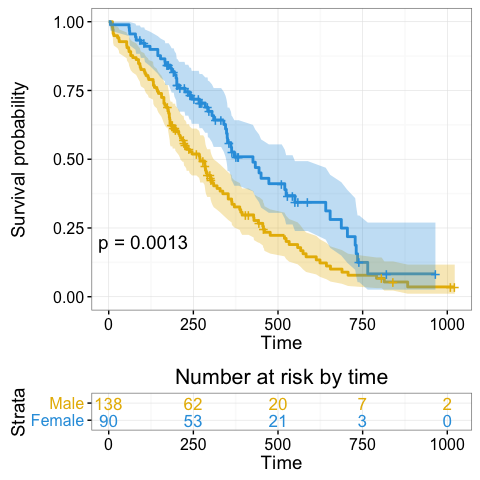 Survival probability
1.00
0.75
0.50
0.25
0.00
p = 0.0013
0 250 500 750 1000
Time
Number at risk by time
Strata
Male 138 62 20 7 2
Female 90 53 21 3 0
0 250 500 750 1000
Time